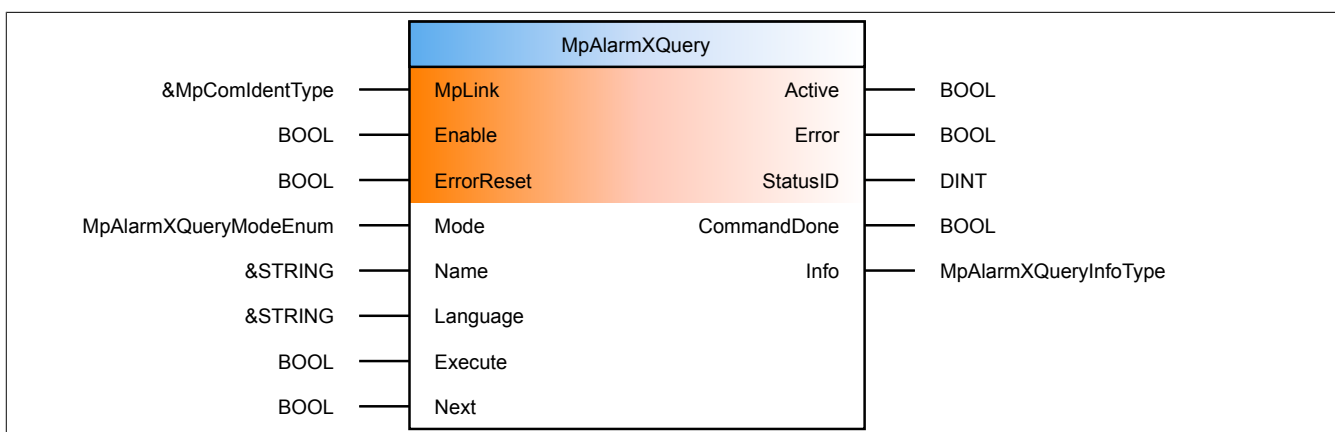 MpAlarmXQuery
&MpComIdentType MpLink Active BOOL
BOOL Enable Error BOOL
BOOL ErrorReset StatusID DINT
MpAlarmXQueryModeEnum Mode CommandDone BOOL
&STRING Name Info MpAlarmXQueryInfoType
&STRING Language
BOOL Execute
BOOL Next